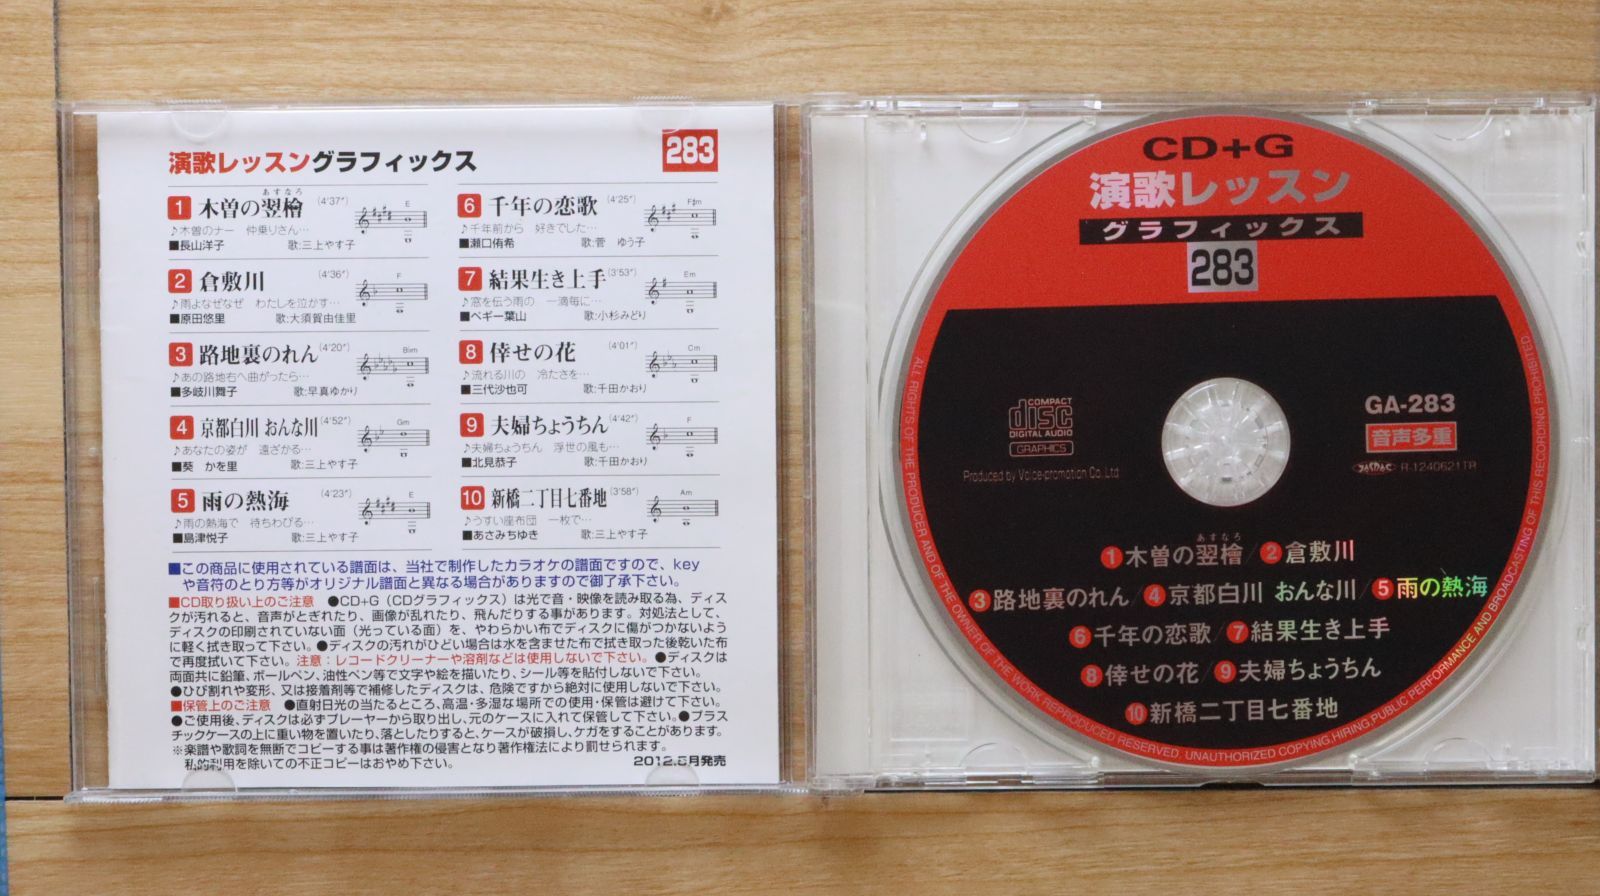 演歌レッスングラフィックス
283
あすなろ
1 木曽の翌檜 (4'37") E
♪木曽のナー 仲乗りさん…
■長山洋子 歌:三上やす子
2 倉敷川 (4'36") F
♪雨よなぜなぜ わたしを泣かす…
■原田悠里 歌:大須賀由佳里
3 路地裏のれん (4'20") B♭m
♪あの路地右へ曲がったら…
■多岐川舞子 歌:早真ゆかり
4 京都白川 おんな川 (4'52") Gm
♪あなたの姿が 遠ざかる…
■葵 かを里 歌:三上やす子
5 雨の熱海 (4'23") E
♪雨の熱海で 待ちわびる…
■島津悦子 歌:三上やす子
6 千年の恋歌 (4'25") F♯m
♪千年前から 好きでした…
■瀬口侑希 歌:菅 ゆう子
7 結果生き上手 (3'53") Em
♪窓を伝う雨の 一滴毎に…
■ペギー葉山 歌:小杉みどり
8 倖せの花 (4'01") Cm
♪流れる川の 冷たさを…
■三代沙也可 歌:千田かおり
9 夫婦ちょうちん (4'42") F
♪夫婦ちょうちん 浮世の風も…
■北見恭子 歌:千田かおり
10 新橋二丁目七番地 (3'58") Am
♪うすい座布団 一枚で…
■あさみちゆき 歌:三上やす子
■この商品に使用されている譜面は、当社で制作したカラオケの譜面ですので、key
や音符のとり方等がオリジナル譜面と異なる場合がありますので御了承下さい。
■CD取り扱い上のご注意 ●CD+G（CDグラフィックス）は光で音・映像を読み取る為、ディス
クが汚れると、音声がとぎれたり、画像が乱れたり、飛んだりする事があります。対処法として、
ディスクの印刷されていない面（光っている面）を、やわらかい布でディスクに傷がつかないよう
に軽く拭き取って下さい。●ディスクの汚れがひどい場合は水を含ませた布で拭き取った後乾いた布
で再度拭いて下さい。注意：レコードクリーナーや溶剤などは使用しないで下さい。●ディスクは
両面共に鉛筆、ボールペン、油性ペン等で文字や絵を描いたり、シール等を貼付しないで下さい。
●ひび割れや変形、又は接着剤等で補修したディスクは、危険ですから絶対に使用しないで下さい。
■保管上のご注意 ●直射日光の当たるところ、高温・多湿な場所での使用・保管は避けて下さい。
●ご使用後、ディスクは必ずプレーヤーから取り出し、元のケースに入れて保管して下さい。●プラス
チックケースの上に重い物を置いたり、落としたりすると、ケースが破損し、ケガをすることがあります。
※楽譜や歌詞を無断でコピーする事は著作権の侵害となり著作権法により罰せられます。
私的利用を除いての不正コピーはおやめ下さい。
2012.5月発売
CD+G
演歌レッスン
グラフィックス
283
COMPACT
disc
DIGITAL AUDIO
GRAPHICS
Produced by Voice-promotion Co.,Ltd
GA-283
音声多重
JASRAC R-1240621TR
あすなろ
1 木曽の翌檜/2 倉敷川
3 路地裏のれん/4 京都白川 おんな川/5 雨の熱海
6 千年の恋歌/7 結果生き上手
8 倖せの花/9 夫婦ちょうちん
10 新橋二丁目七番地
ALL RIGHTS OF THE PRODUCER AND OF THE OWNER OF THE WORK REPRODUCED RESERVED. UNAUTHORIZED COPYING,HIRING,PUBLIC PERFORMANCE AND BROADCASTING OF THIS RECORDING PROHIBITED.